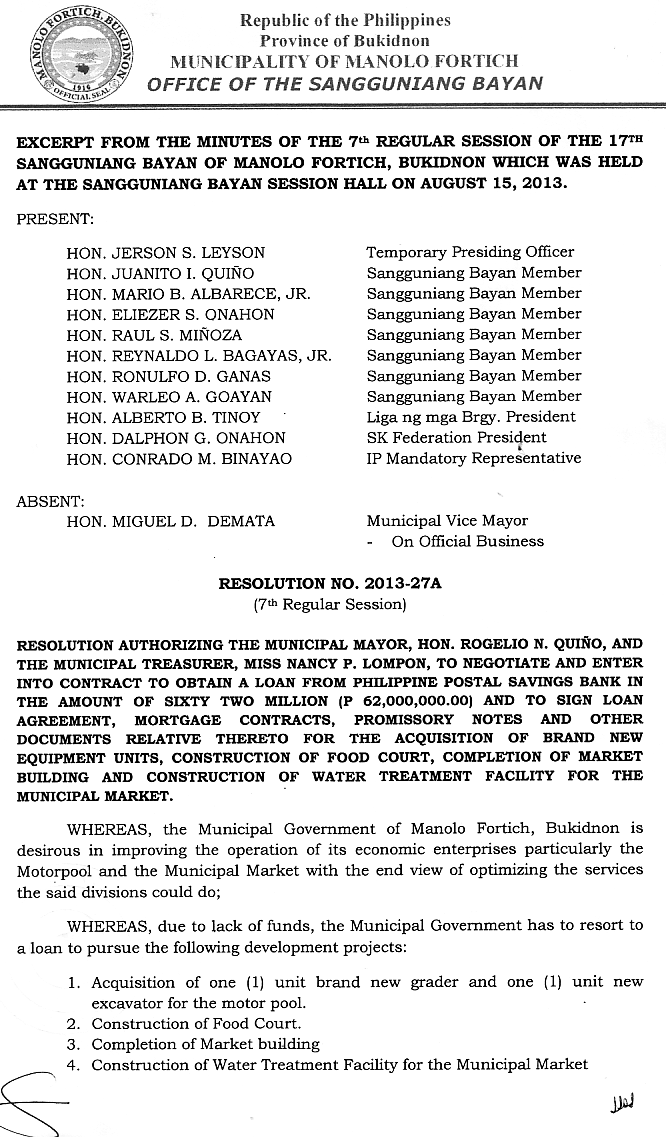 MANOLO FORTICH, BUKIDNON
1916
OFFICIAL SEAL
Republic of the Philippines
Province of Bukidnon
MUNICIPALITY OF MANOLO FORTICH
OFFICE OF THE SANGGUNIANG BAYAN
EXCERPT FROM THE MINUTES OF THE 7th REGULAR SESSION OF THE 17TH
SANGGUNIANG BAYAN OF MANOLO FORTICH, BUKIDNON WHICH WAS HELD
AT THE SANGGUNIANG BAYAN SESSION HALL ON AUGUST 15, 2013.
PRESENT:
HON. JERSON S. LEYSON Temporary Presiding Officer
HON. JUANITO I. QUIÑO Sangguniang Bayan Member
HON. MARIO B. ALBARECE, JR. Sangguniang Bayan Member
HON. ELIEZER S. ONAHON Sangguniang Bayan Member
HON. RAUL S. MIÑOZA Sangguniang Bayan Member
HON. REYNALDO L. BAGAYAS, JR. Sangguniang Bayan Member
HON. RONULFO D. GANAS Sangguniang Bayan Member
HON. WARLEO A. GOAYAN Sangguniang Bayan Member
HON. ALBERTO B. TINOY Liga ng mga Brgy. President
HON. DALPHON G. ONAHON SK Federation President
HON. CONRADO M. BINAYAO IP Mandatory Representative
ABSENT:
HON. MIGUEL D. DEMATA Municipal Vice Mayor
- On Official Business
RESOLUTION NO. 2013-27A
(7th Regular Session)
RESOLUTION AUTHORIZING THE MUNICIPAL MAYOR, HON. ROGELIO N. QUIÑO, AND
THE MUNICIPAL TREASURER, MISS NANCY P. LOMPON, TO NEGOTIATE AND ENTER
INTO CONTRACT TO OBTAIN A LOAN FROM PHILIPPINE POSTAL SAVINGS BANK IN
THE AMOUNT OF SIXTY TWO MILLION (P 62,000,000.00) AND TO SIGN LOAN
AGREEMENT, MORTGAGE CONTRACTS, PROMISSORY NOTES AND OTHER
DOCUMENTS RELATIVE THERETO FOR THE ACQUISITION OF BRAND NEW
EQUIPMENT UNITS, CONSTRUCTION OF FOOD COURT, COMPLETION OF MARKET
BUILDING AND CONSTRUCTION OF WATER TREATMENT FACILITY FOR THE
MUNICIPAL MARKET.
WHEREAS, the Municipal Government of Manolo Fortich, Bukidnon is
desirous in improving the operation of its economic enterprises particularly the
Motorpool and the Municipal Market with the end view of optimizing the services
the said divisions could do;
WHEREAS, due to lack of funds, the Municipal Government has to resort to
a loan to pursue the following development projects:
1. Acquisition of one (1) unit brand new grader and one (1) unit new
excavator for the motor pool.
2. Construction of Food Court.
3. Completion of Market building
4. Construction of Water Treatment Facility for the Municipal Market